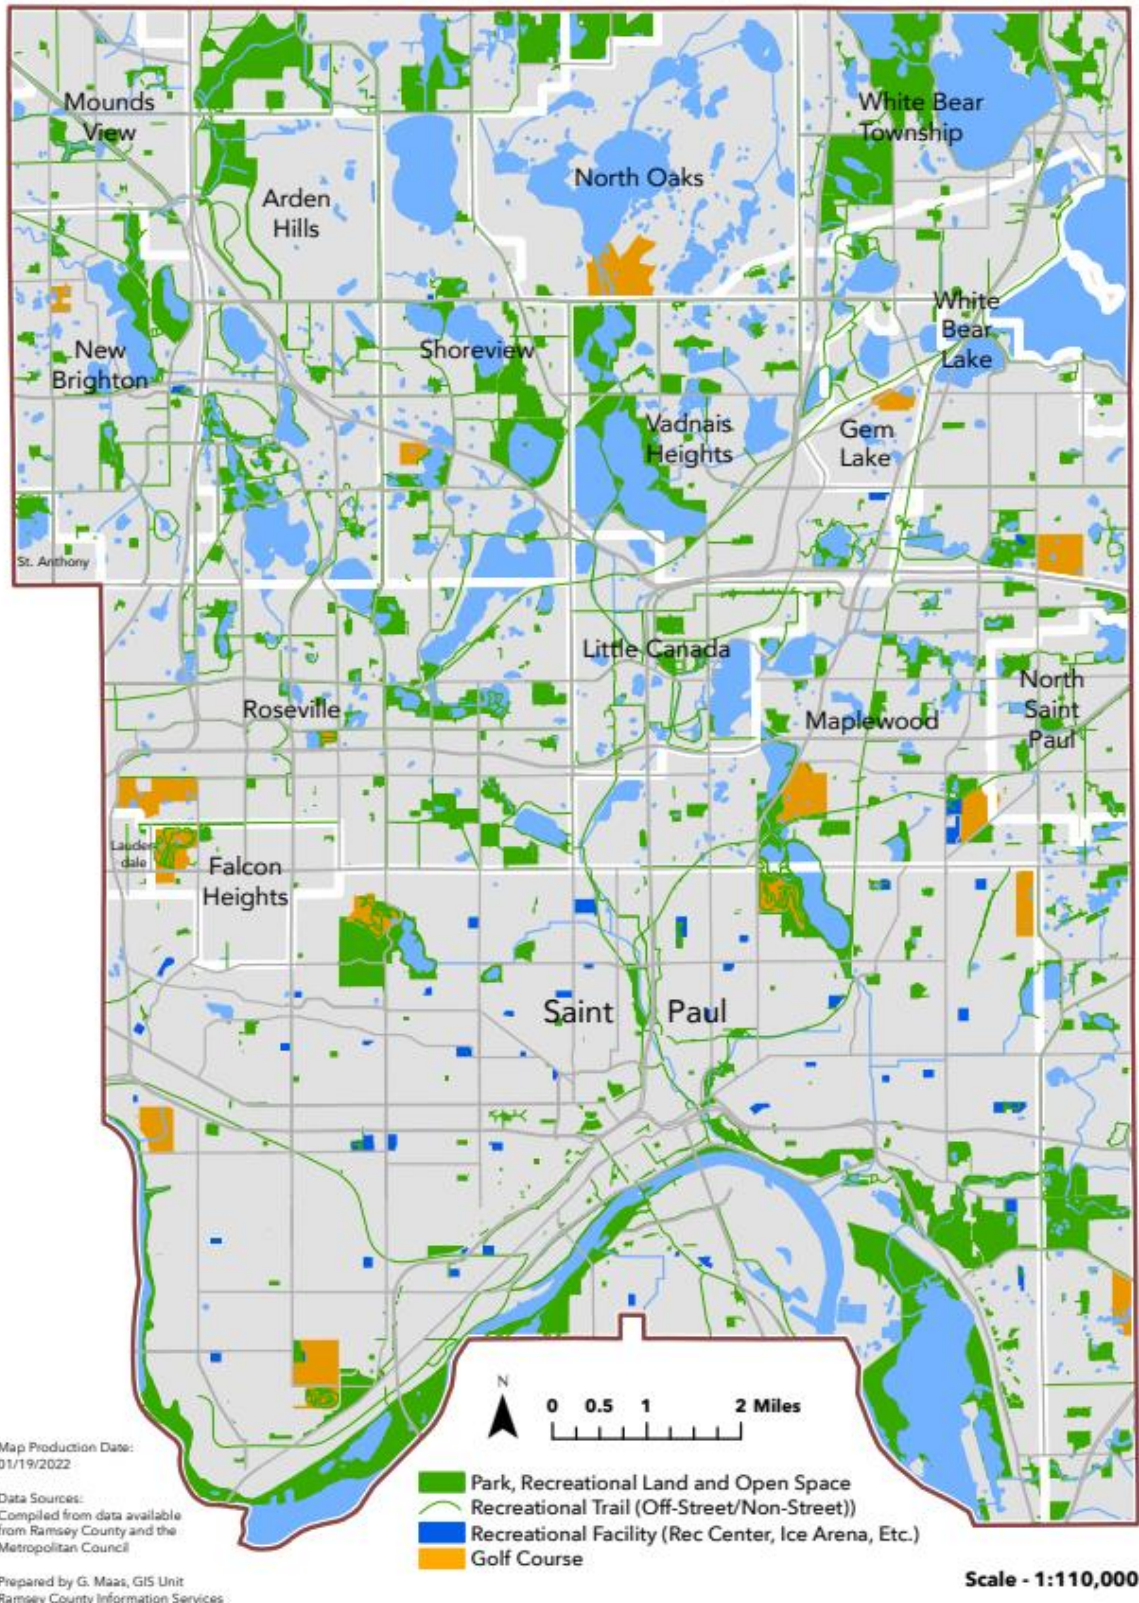 Mounds
View
White Bear
Township
North Oaks
Arden
Hills
White
Bear
Lake
New
Brighton
Shoreview
Vadnais
Heights
Gem
Lake
St. Anthony
Little Canada
North
Saint
Paul
Roseville
Maplewood
Lauder-
dale
Falcon
Heights
Saint Paul
N
0 0.5 1 2 Miles
Map Production Date:
01/19/2022
Data Sources:
Compiled from data available
from Ramsey County and the
Metropolitan Council
Prepared by G. Maas, GIS Unit
Ramsey County Information Services
Park, Recreational Land and Open Space
Recreational Trail (Off-Street/Non-Street))
Recreational Facility (Rec Center, Ice Arena, Etc.)
Golf Course
Scale - 1:110,000